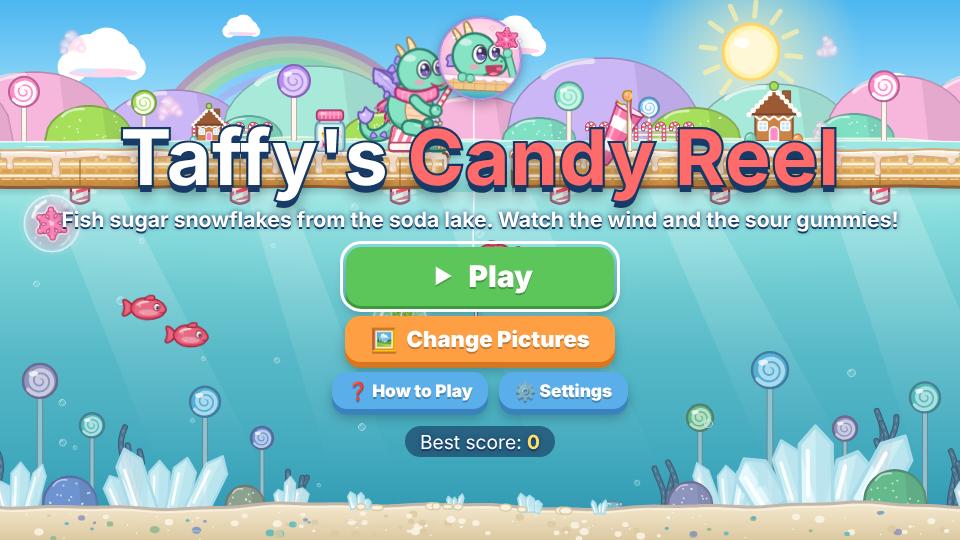 Taffy's Candy Reel
Fish sugar snowflakes from the soda lake. Watch the wind and the sour gummies!
▶ Play
Change Pictures
❓ How to Play
Settings
Best score: 0